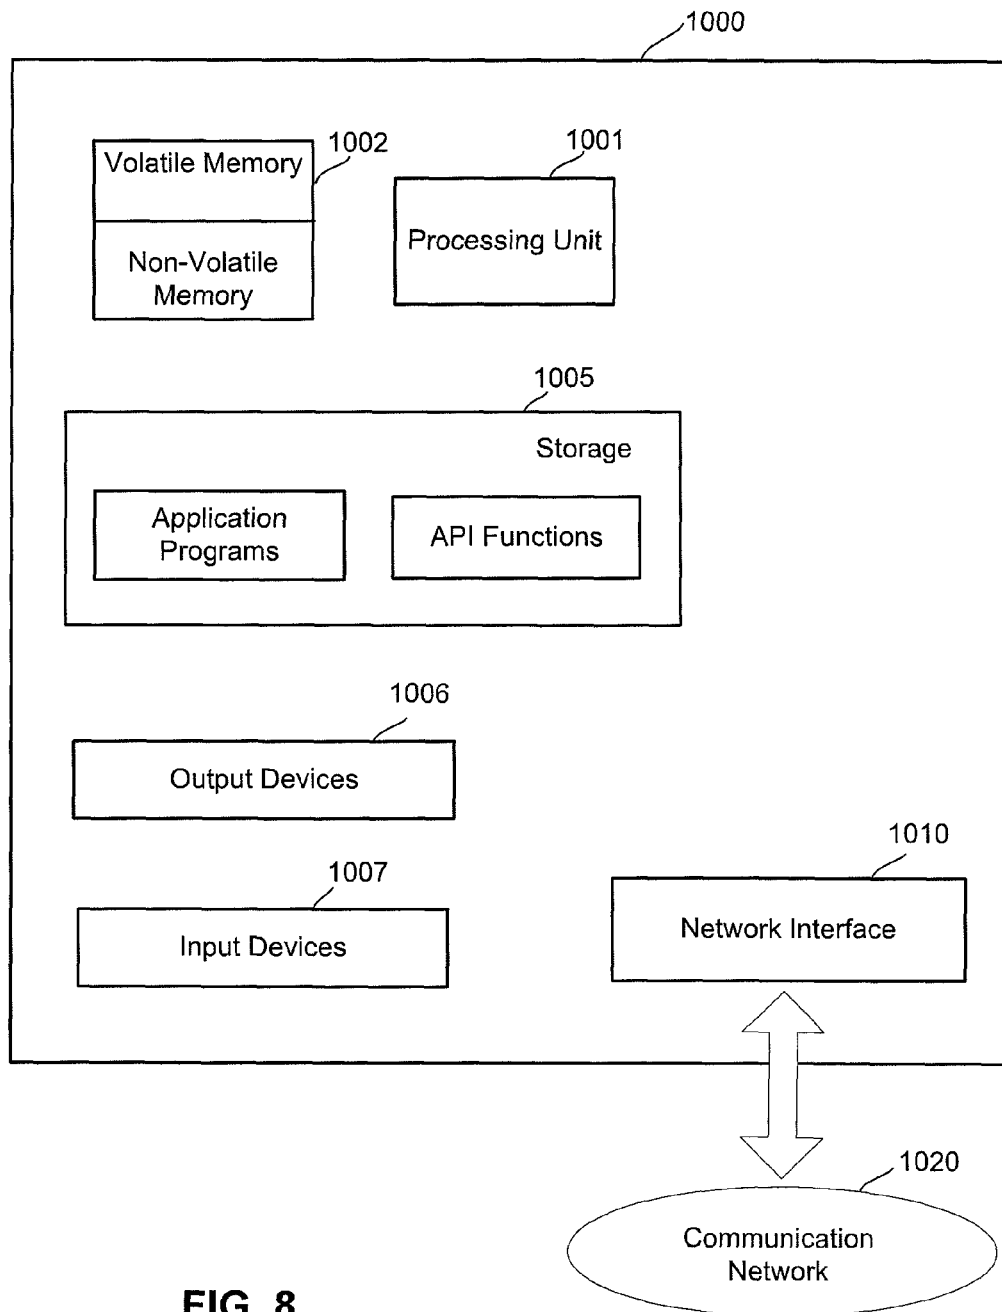 1000
1002
1001
Volatile Memory
Non-Volatile
Memory
Processing Unit
1005
Storage
Application
Programs
API Functions
1006
Output Devices
1007
Input Devices
1010
Network Interface
1020
Communication
Network
FIG. 8